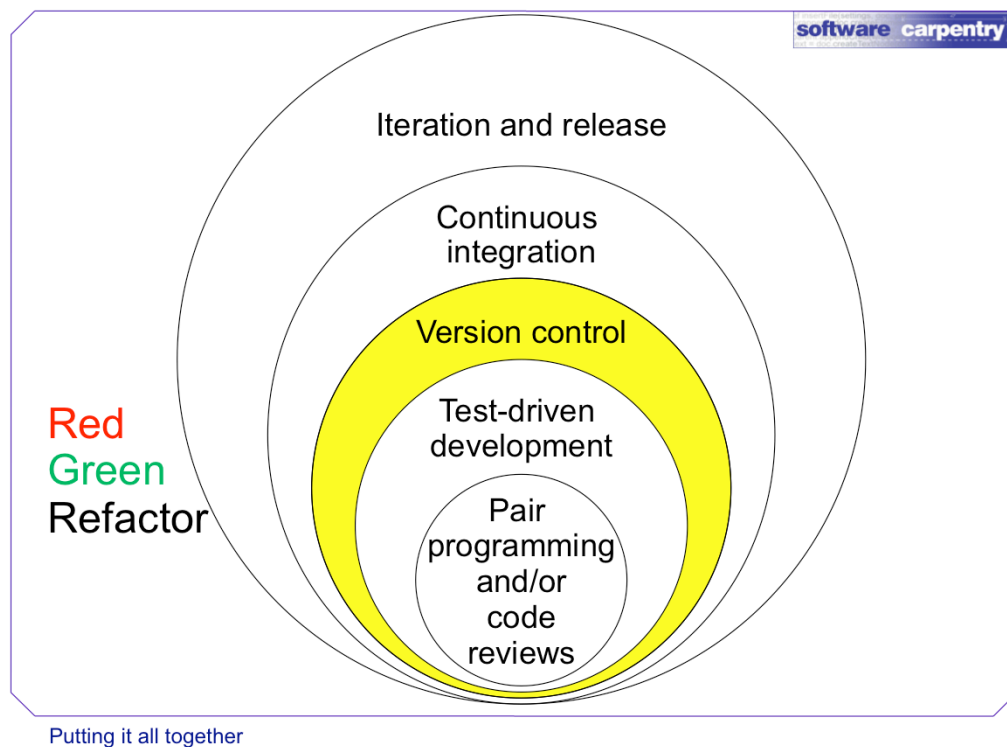 software carpentry
Iteration and release
Continuous
integration
Version control
Test-driven
development
Red
Green
Refactor
Pair
programming
and/or
code
reviews
Putting it all together